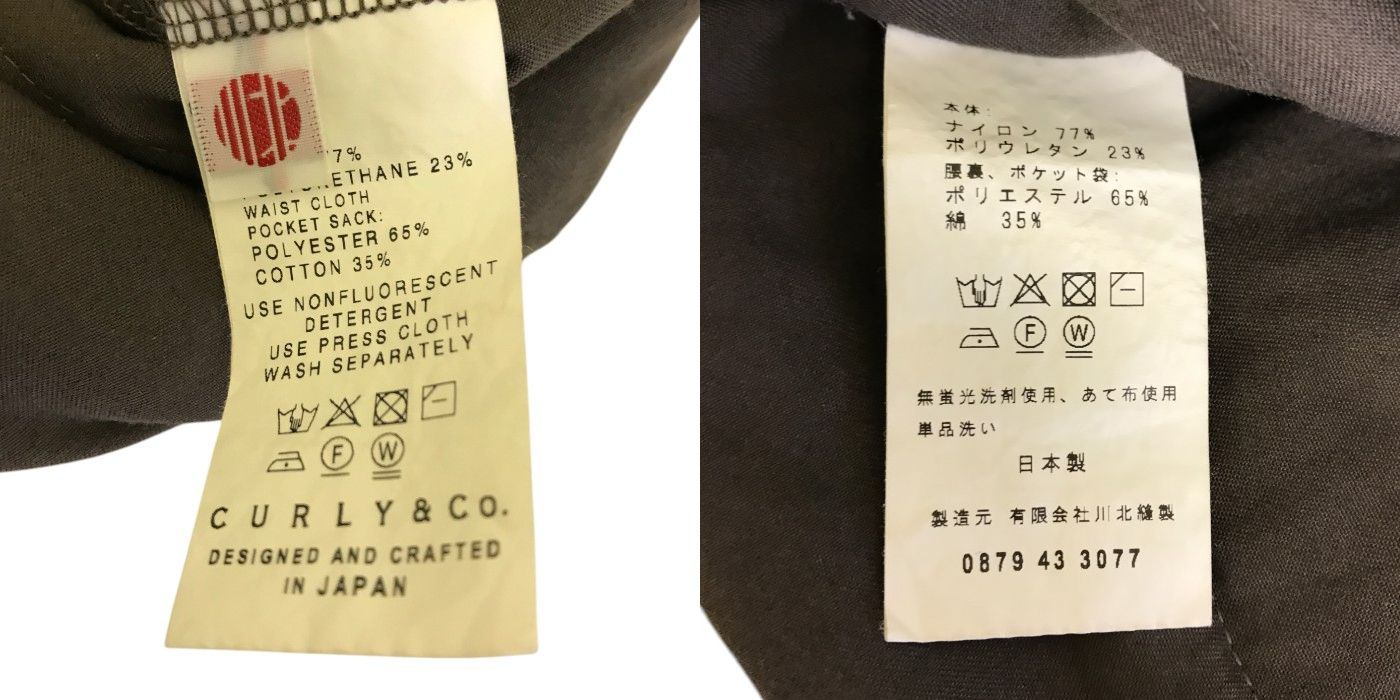 7%
URETHANE 23%
WAIST CLOTH
POCKET SACK:
POLYESTER 65%
COTTON 35%
USE NONFLUORESCENT
DETERGENT
USE PRESS CLOTH
WASH SEPARATELY
F W
CURLY&CO.
DESIGNED AND CRAFTED
IN JAPAN
本体:
ナイロン 77%
ポリウレタン 23%
腰裏、ポケット袋:
ポリエステル 65%
綿 35%
F W
無蛍光洗剤使用、あて布使用
単品洗い
日本製
製造元 有限会社川北縫製
0879 43 3077